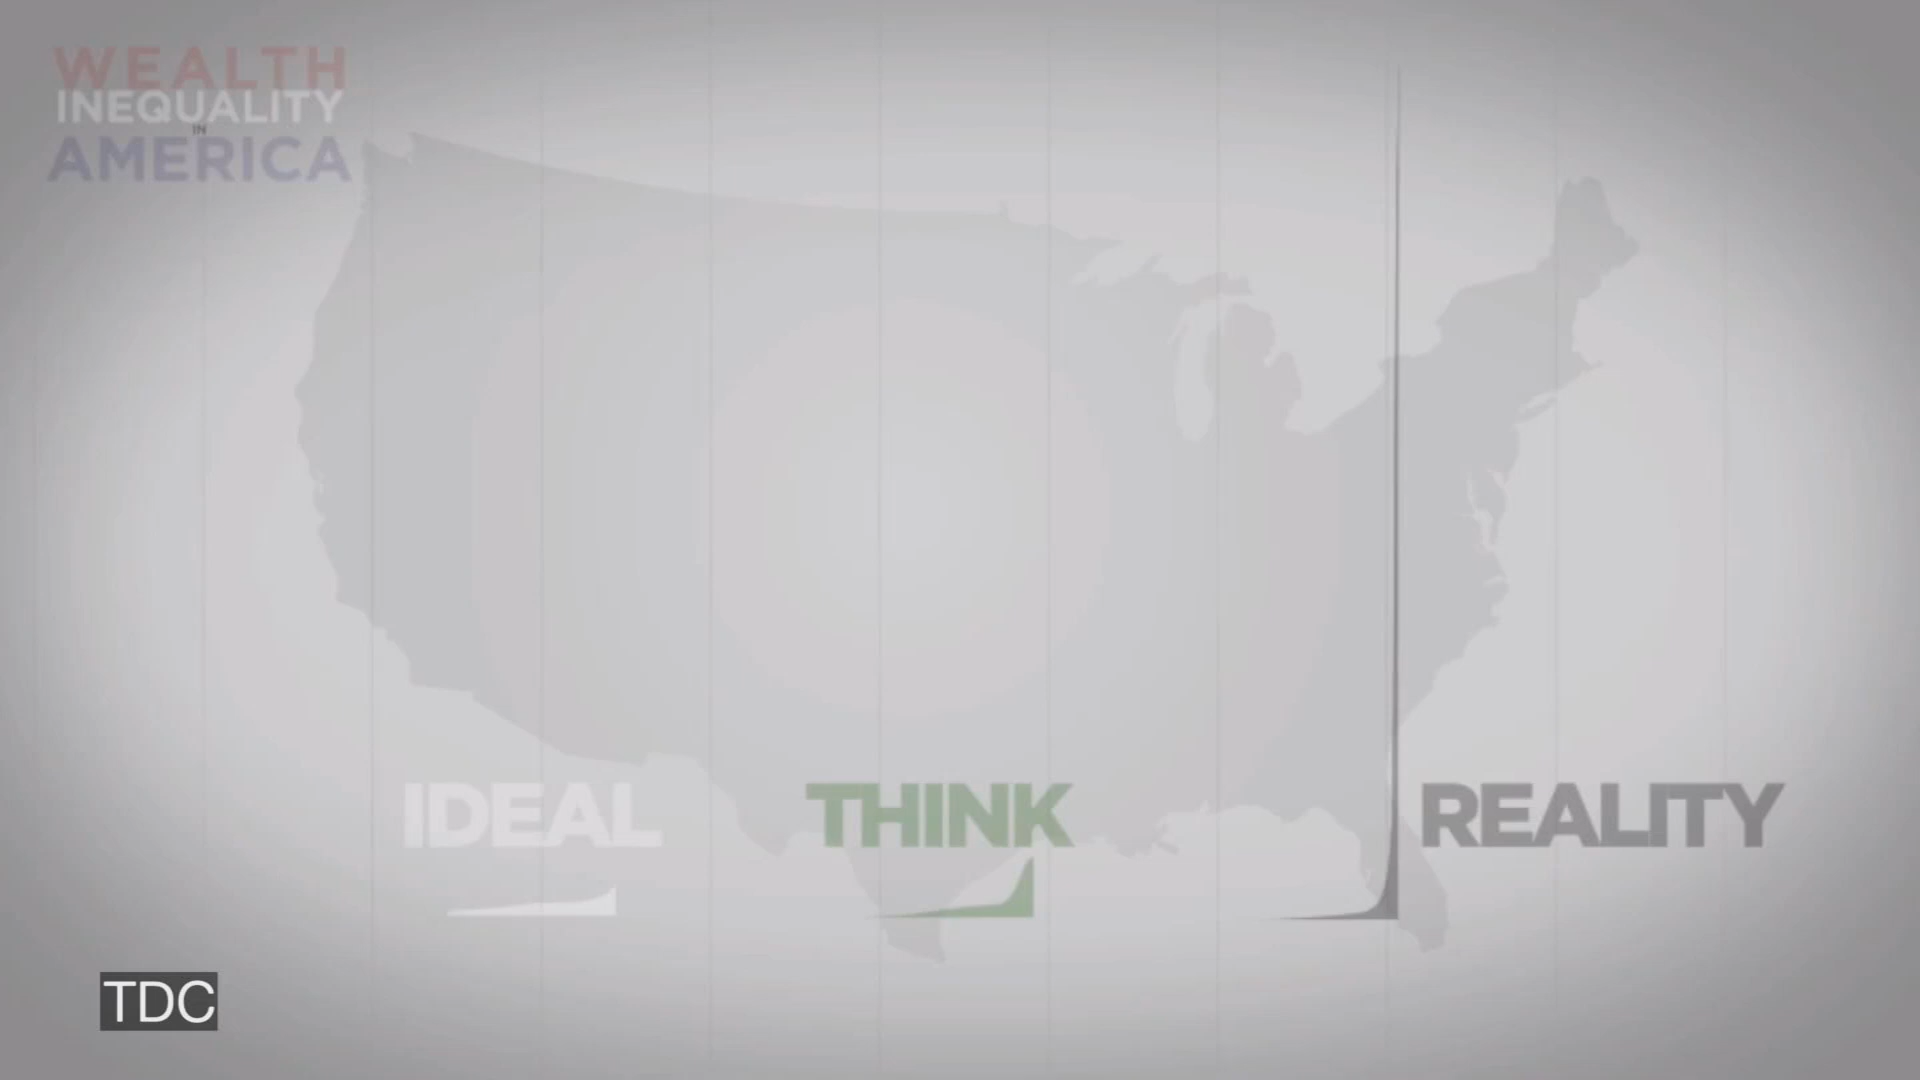 WEALTH
INEQUALITY
IN
AMERICA
IDEAL THINK REALITY
TDC